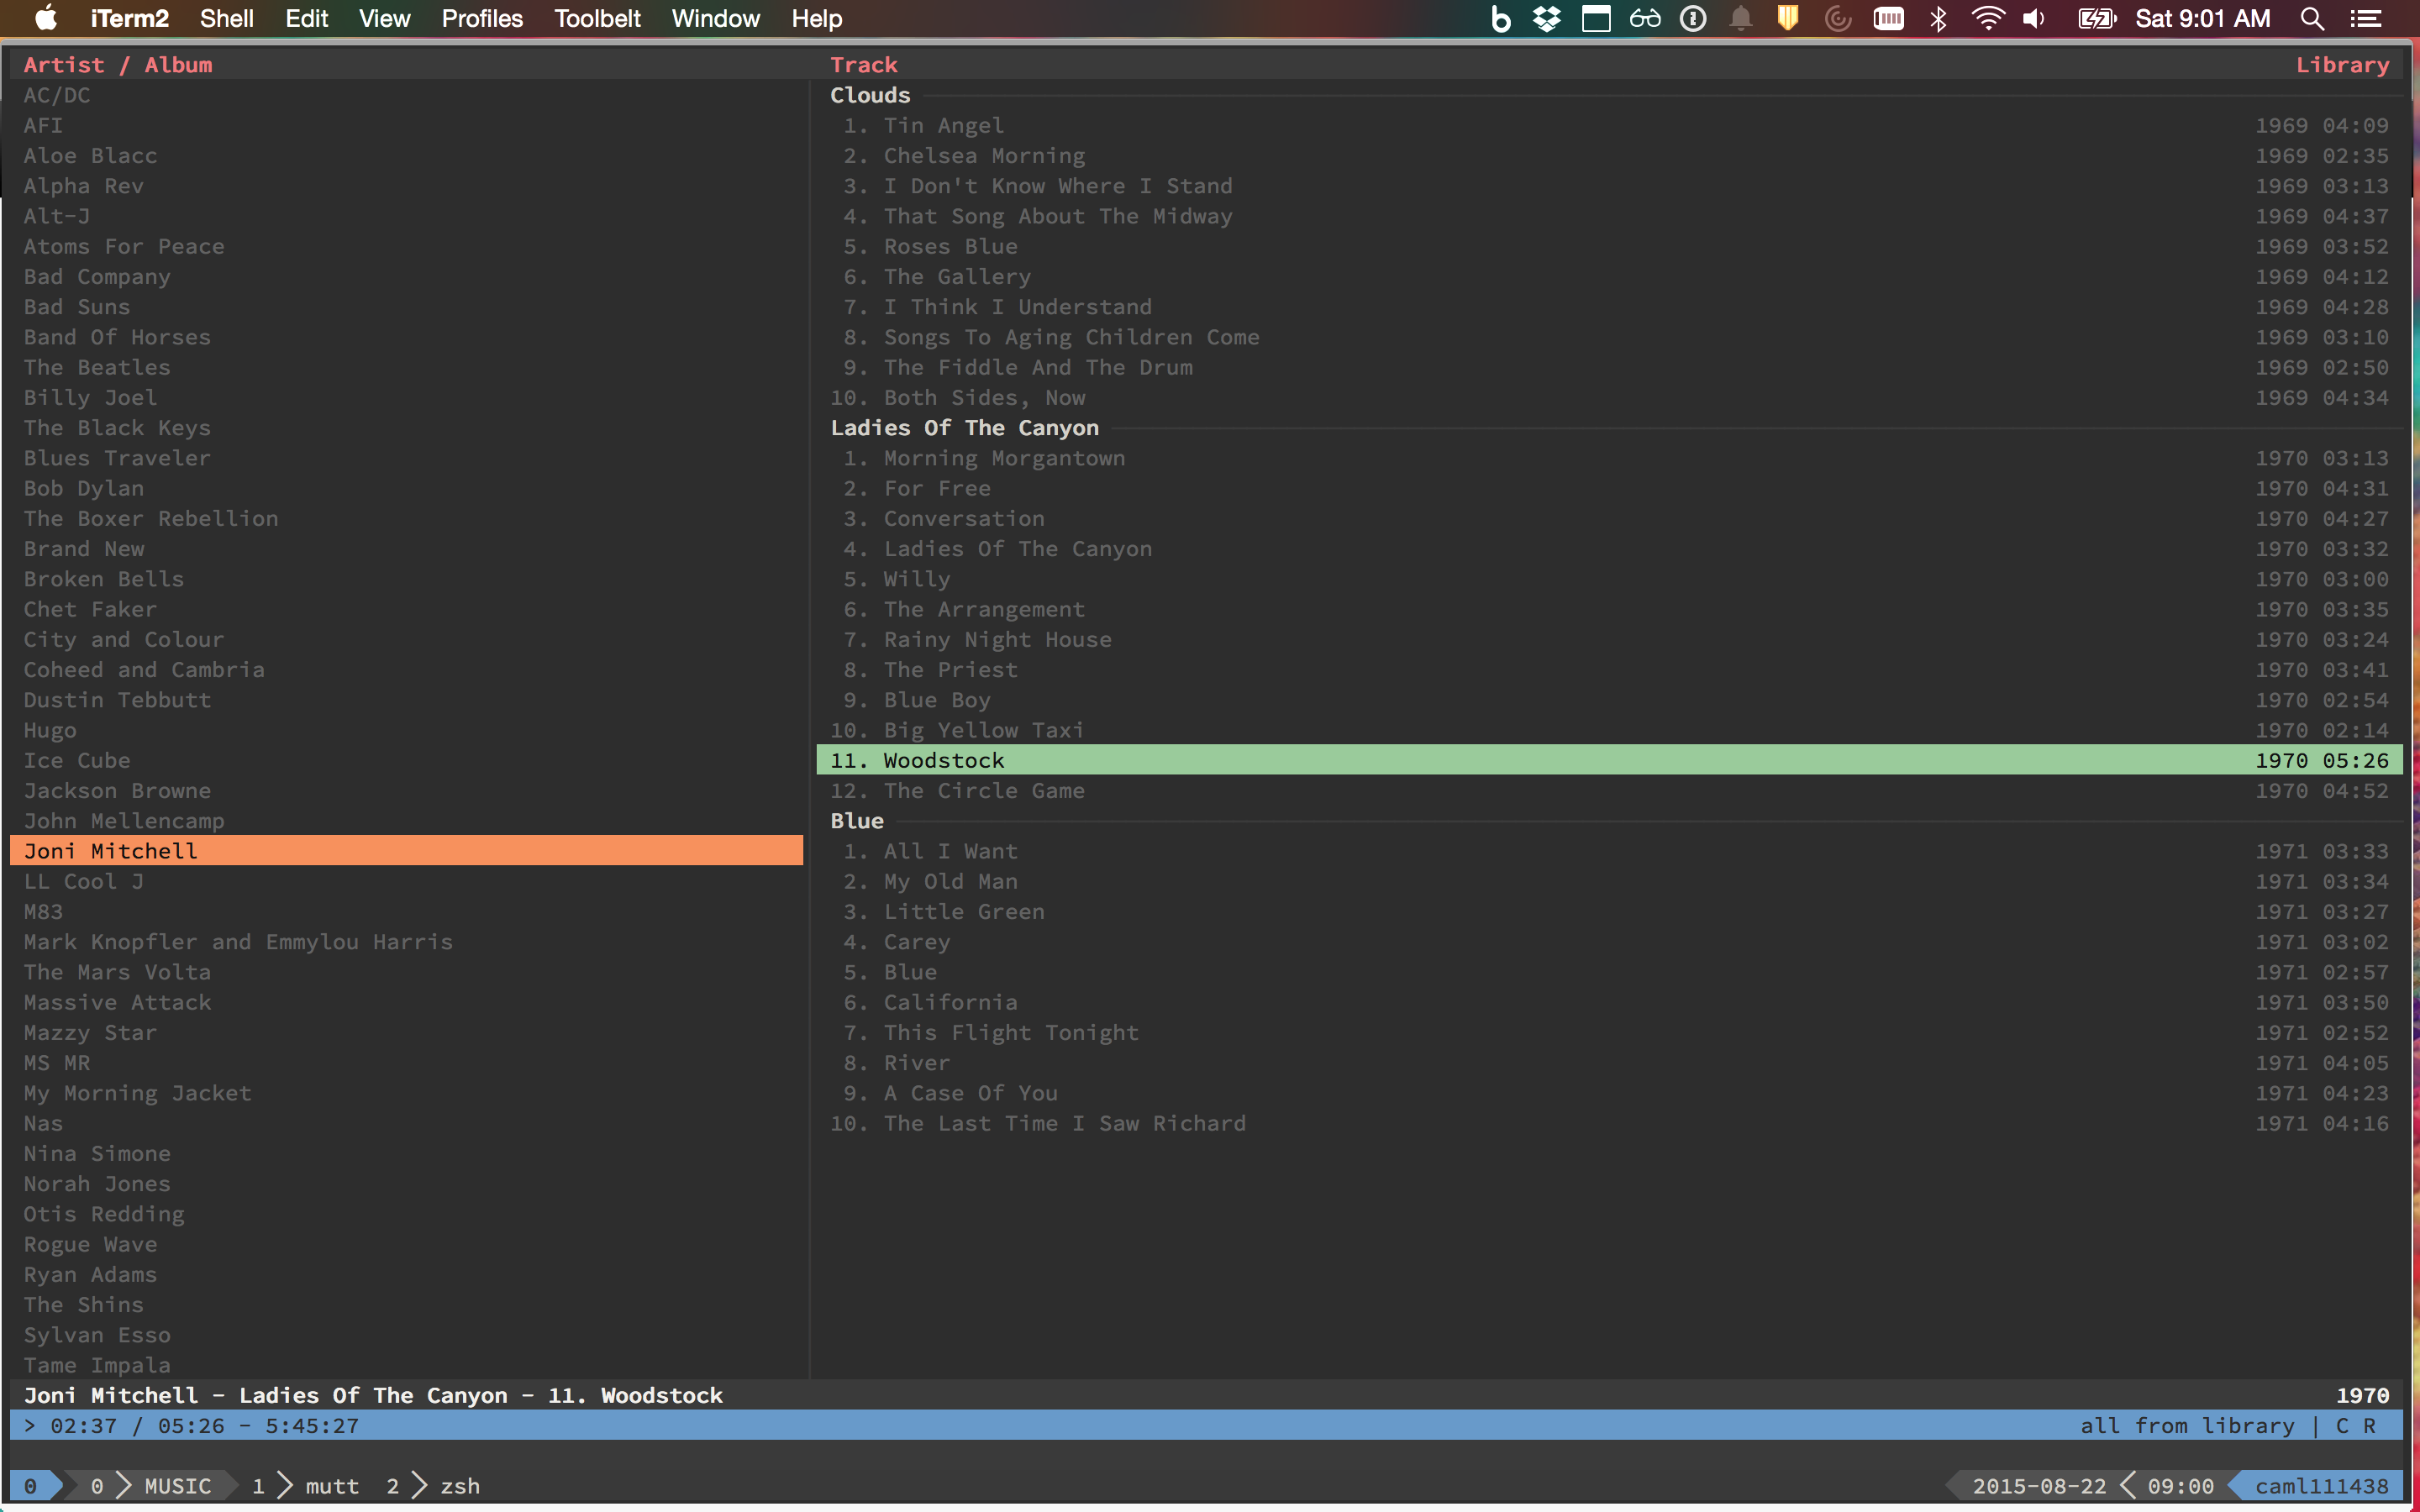 iTerm2 Shell Edit View Profiles Toolbelt Window Help Sat 9:01 AM
Artist / Album Track Library
AC/DC
AFI
Aloe Blacc
Alpha Rev
Alt-J
Atoms For Peace
Bad Company
Bad Suns
Band Of Horses
The Beatles
Billy Joel
The Black Keys
Blues Traveler
Bob Dylan
The Boxer Rebellion
Brand New
Broken Bells
Chet Faker
City and Colour
Coheed and Cambria
Dustin Tebbutt
Hugo
Ice Cube
Jackson Browne
John Mellencamp
Joni Mitchell
LL Cool J
M83
Mark Knopfler and Emmylou Harris
The Mars Volta
Massive Attack
Mazzy Star
MS MR
My Morning Jacket
Nas
Nina Simone
Norah Jones
Otis Redding
Rogue Wave
Ryan Adams
The Shins
Sylvan Esso
Tame Impala
Clouds
1. Tin Angel 1969 04:09
2. Chelsea Morning 1969 02:35
3. I Don't Know Where I Stand 1969 03:13
4. That Song About The Midway 1969 04:37
5. Roses Blue 1969 03:52
6. The Gallery 1969 04:12
7. I Think I Understand 1969 04:28
8. Songs To Aging Children Come 1969 03:10
9. The Fiddle And The Drum 1969 02:50
10. Both Sides, Now 1969 04:34
Ladies Of The Canyon
1. Morning Morgantown 1970 03:13
2. For Free 1970 04:31
3. Conversation 1970 04:27
4. Ladies Of The Canyon 1970 03:32
5. Willy 1970 03:00
6. The Arrangement 1970 03:35
7. Rainy Night House 1970 03:24
8. The Priest 1970 03:41
9. Blue Boy 1970 02:54
10. Big Yellow Taxi 1970 02:14
11. Woodstock 1970 05:26
12. The Circle Game 1970 04:52
Blue
1. All I Want 1971 03:33
2. My Old Man 1971 03:34
3. Little Green 1971 03:27
4. Carey 1971 03:02
5. Blue 1971 02:57
6. California 1971 03:50
7. This Flight Tonight 1971 02:52
8. River 1971 04:05
9. A Case Of You 1971 04:23
10. The Last Time I Saw Richard 1971 04:16
Joni Mitchell - Ladies Of The Canyon - 11. Woodstock 1970
> 02:37 / 05:26 - 5:45:27 all from library | C R
0 0 MUSIC 1 mutt 2 zsh 2015-08-22 09:00 caml111438